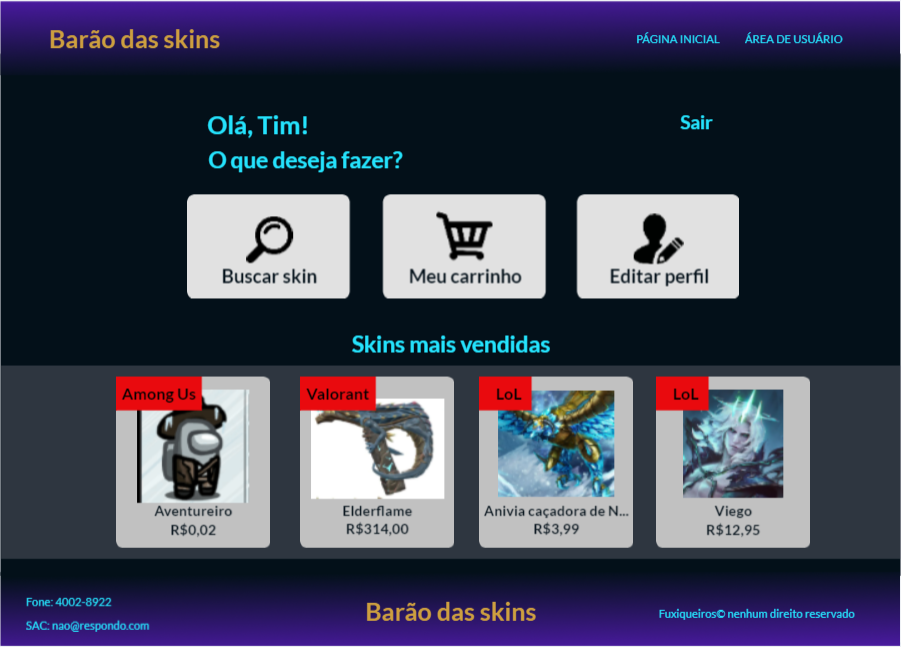 Barão das skins
PÁGINA INICIAL ÁREA DE USUÁRIO
Olá, Tim!
Sair
O que deseja fazer?
Buscar skin
Meu carrinho
Editar perfil
Skins mais vendidas
Among Us
Aventureiro
R$0,02
Valorant
Elderflame
R$314,00
LoL
Anivia caçadora de N...
R$3,99
LoL
Viego
R$12,95
Fone: 4002-8922
SAC: nao@respondo.com
Barão das skins
Fuxiqueiros© nenhum direito reservado